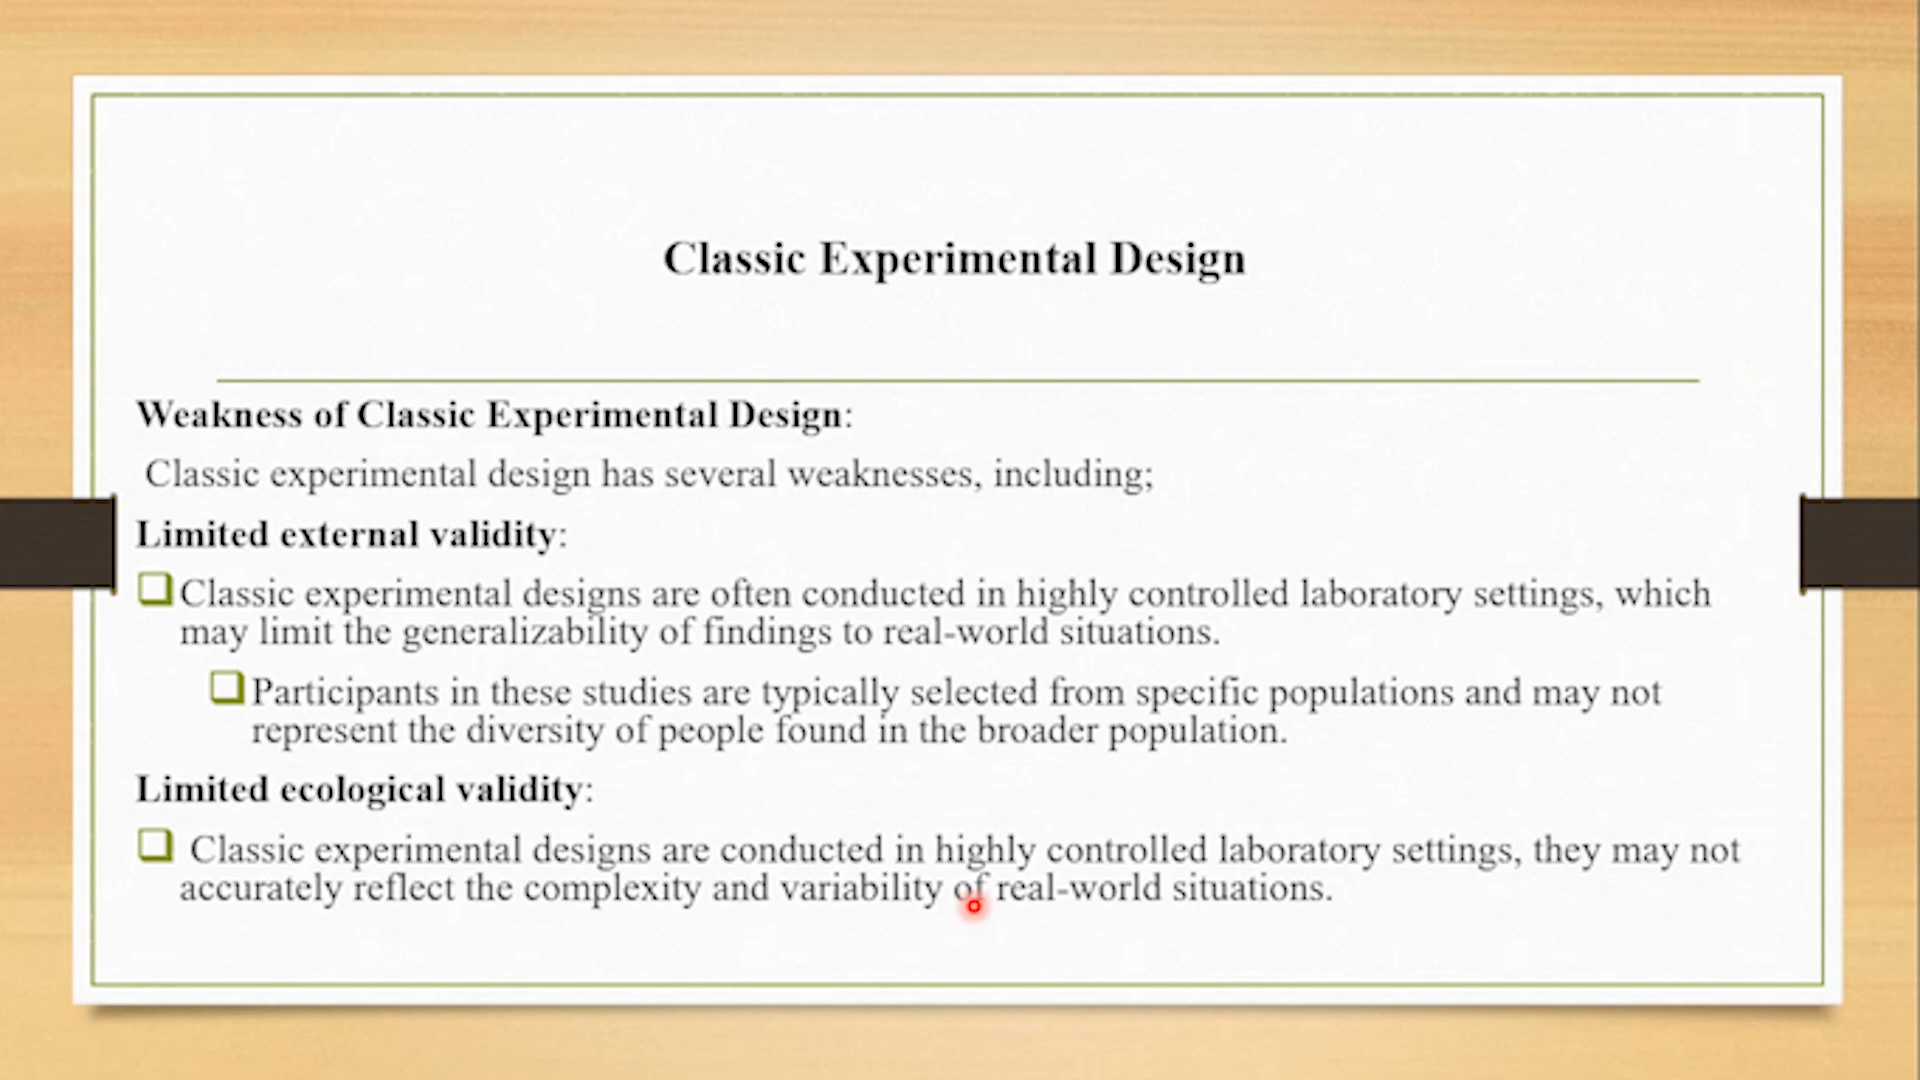 Classic Experimental Design
Weakness of Classic Experimental Design:
Classic experimental design has several weaknesses, including;
Limited external validity:
Classic experimental designs are often conducted in highly controlled laboratory settings, which
may limit the generalizability of findings to real-world situations.
Participants in these studies are typically selected from specific populations and may not
represent the diversity of people found in the broader population.
Limited ecological validity:
Classic experimental designs are conducted in highly controlled laboratory settings, they may not
accurately reflect the complexity and variability of real-world situations.